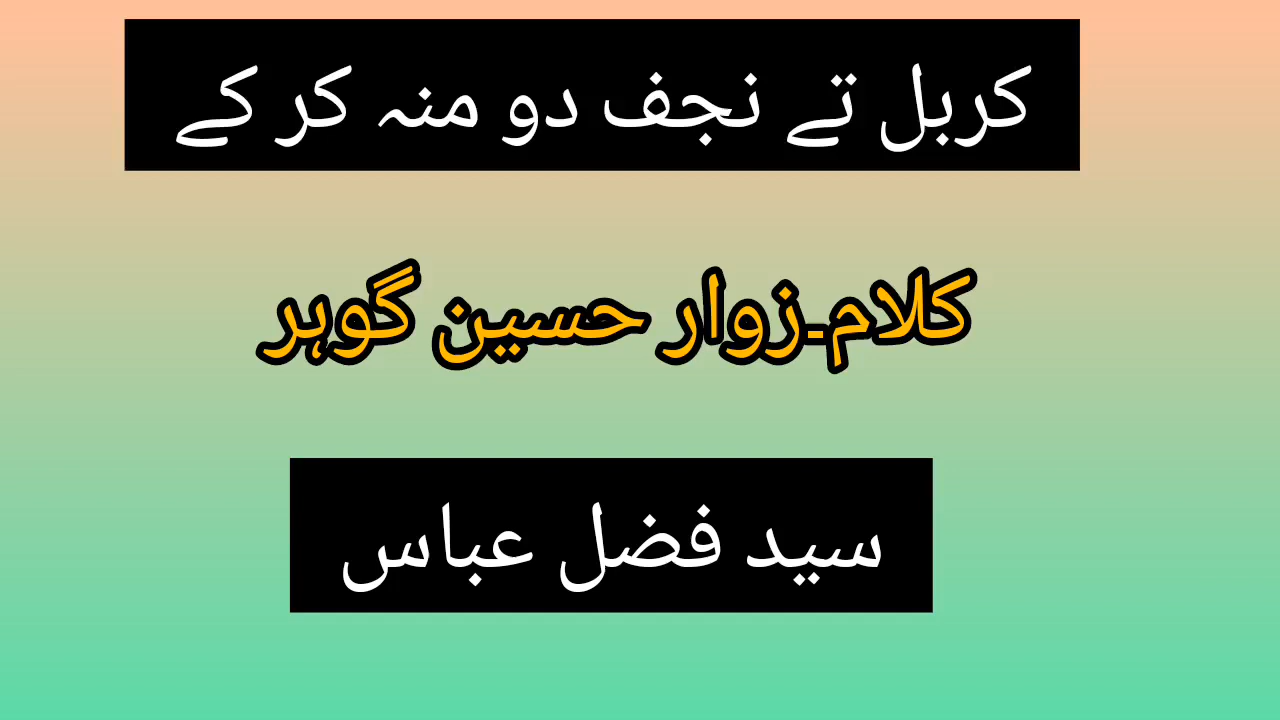 کربل تے نجف دو منہ کر کے
کلام۔زوار حسین گوہر
سید فضل عباس